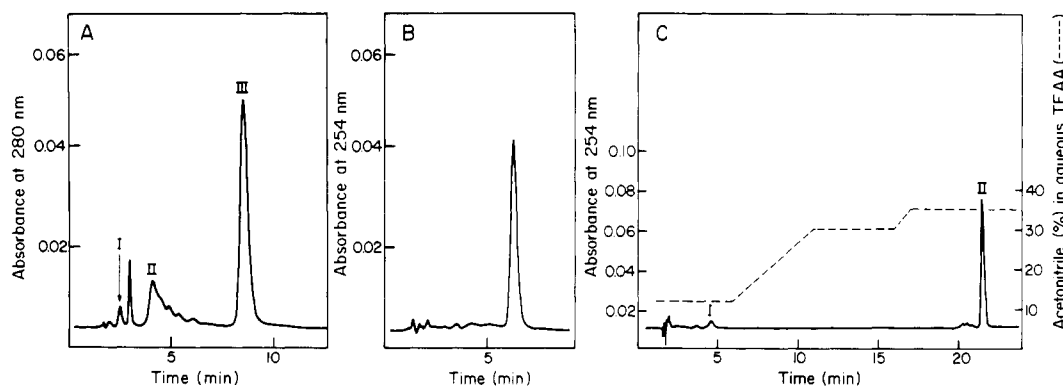 A
Absorbance at 280 nm
0.06
0.04
0.02
I
II
III
5
10
Time (min)
B
Absorbance at 254 nm
0.06
0.04
0.02
5
Time (min)
C
Absorbance at 254 nm
0.10
0.08
0.06
0.04
0.02
I
II
5
10
15
20
Time (min)
40
30
20
10
Acetonitrile (%) in aqueous TEAA (-----)